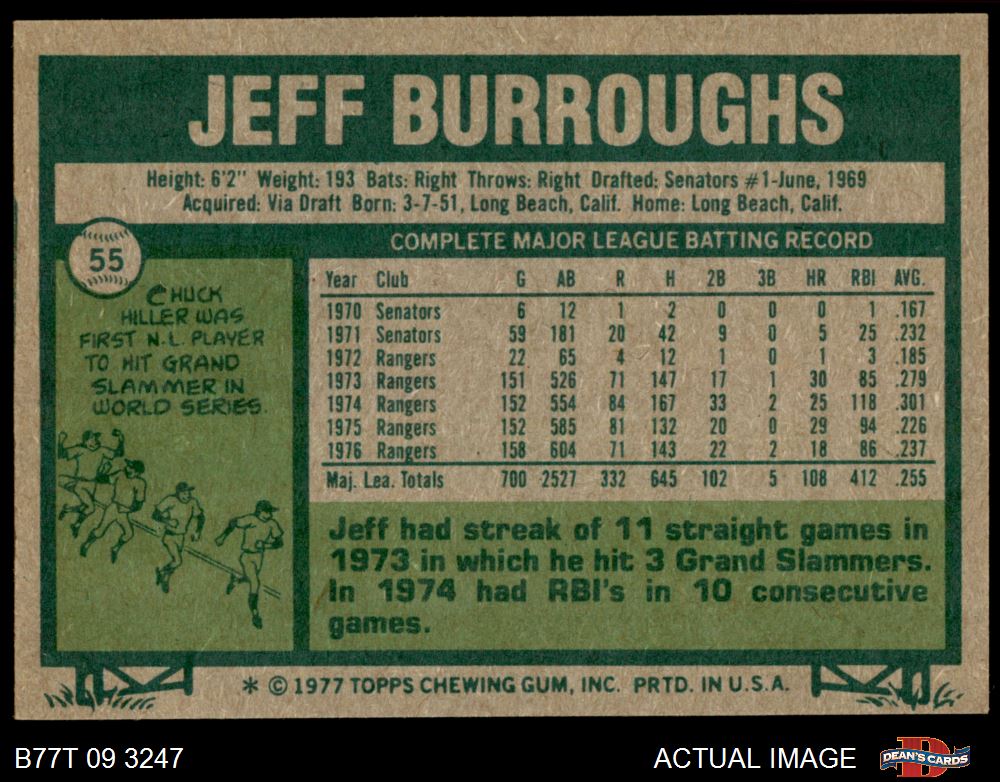 JEFF BURROUGHS
Height: 6'2" Weight: 193 Bats: Right Throws: Right Drafted: Senators #1-June, 1969
Acquired: Via Draft Born: 3-7-51, Long Beach, Calif. Home: Long Beach, Calif.
55
CHUCK
HILLER WAS
FIRST N.L. PLAYER
TO HIT GRAND
SLAMMER IN
WORLD SERIES.
COMPLETE MAJOR LEAGUE BATTING RECORD
Year Club G AB R H 2B 3B HR RBI AVG.
1970 Senators 6 12 1 2 0 0 0 1 .167
1971 Senators 59 181 20 42 9 0 5 25 .232
1972 Rangers 22 65 4 12 1 0 1 3 .185
1973 Rangers 151 526 71 147 17 1 30 85 .279
1974 Rangers 152 554 84 167 33 2 25 118 .301
1975 Rangers 152 585 81 132 20 0 29 94 .226
1976 Rangers 158 604 71 143 22 2 18 86 .237
Maj. Lea. Totals 700 2527 332 645 102 5 108 412 .255
Jeff had streak of 11 straight games in
1973 in which he hit 3 Grand Slammers.
In 1974 had RBI's in 10 consecutive
games.
* © 1977 TOPPS CHEWING GUM, INC. PRTD. IN U.S.A.
B77T 09 3247
ACTUAL IMAGE
DEAN'S CARDS